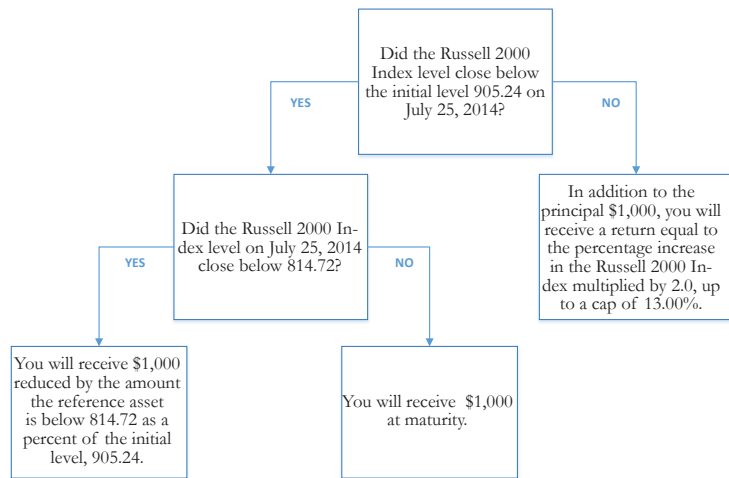 Did the Russell 2000
Index level close below
the initial level 905.24 on
July 25, 2014?
YES
NO
Did the Russell 2000 In-
dex level on July 25, 2014
close below 814.72?
In addition to the
principal $1,000, you will
receive a return equal to
the percentage increase
in the Russell 2000 In-
dex multiplied by 2.0, up
to a cap of 13.00%.
YES
NO
You will receive $1,000
reduced by the amount
the reference asset
is below 814.72 as a
percent of the initial
level, 905.24.
You will receive $1,000
at maturity.